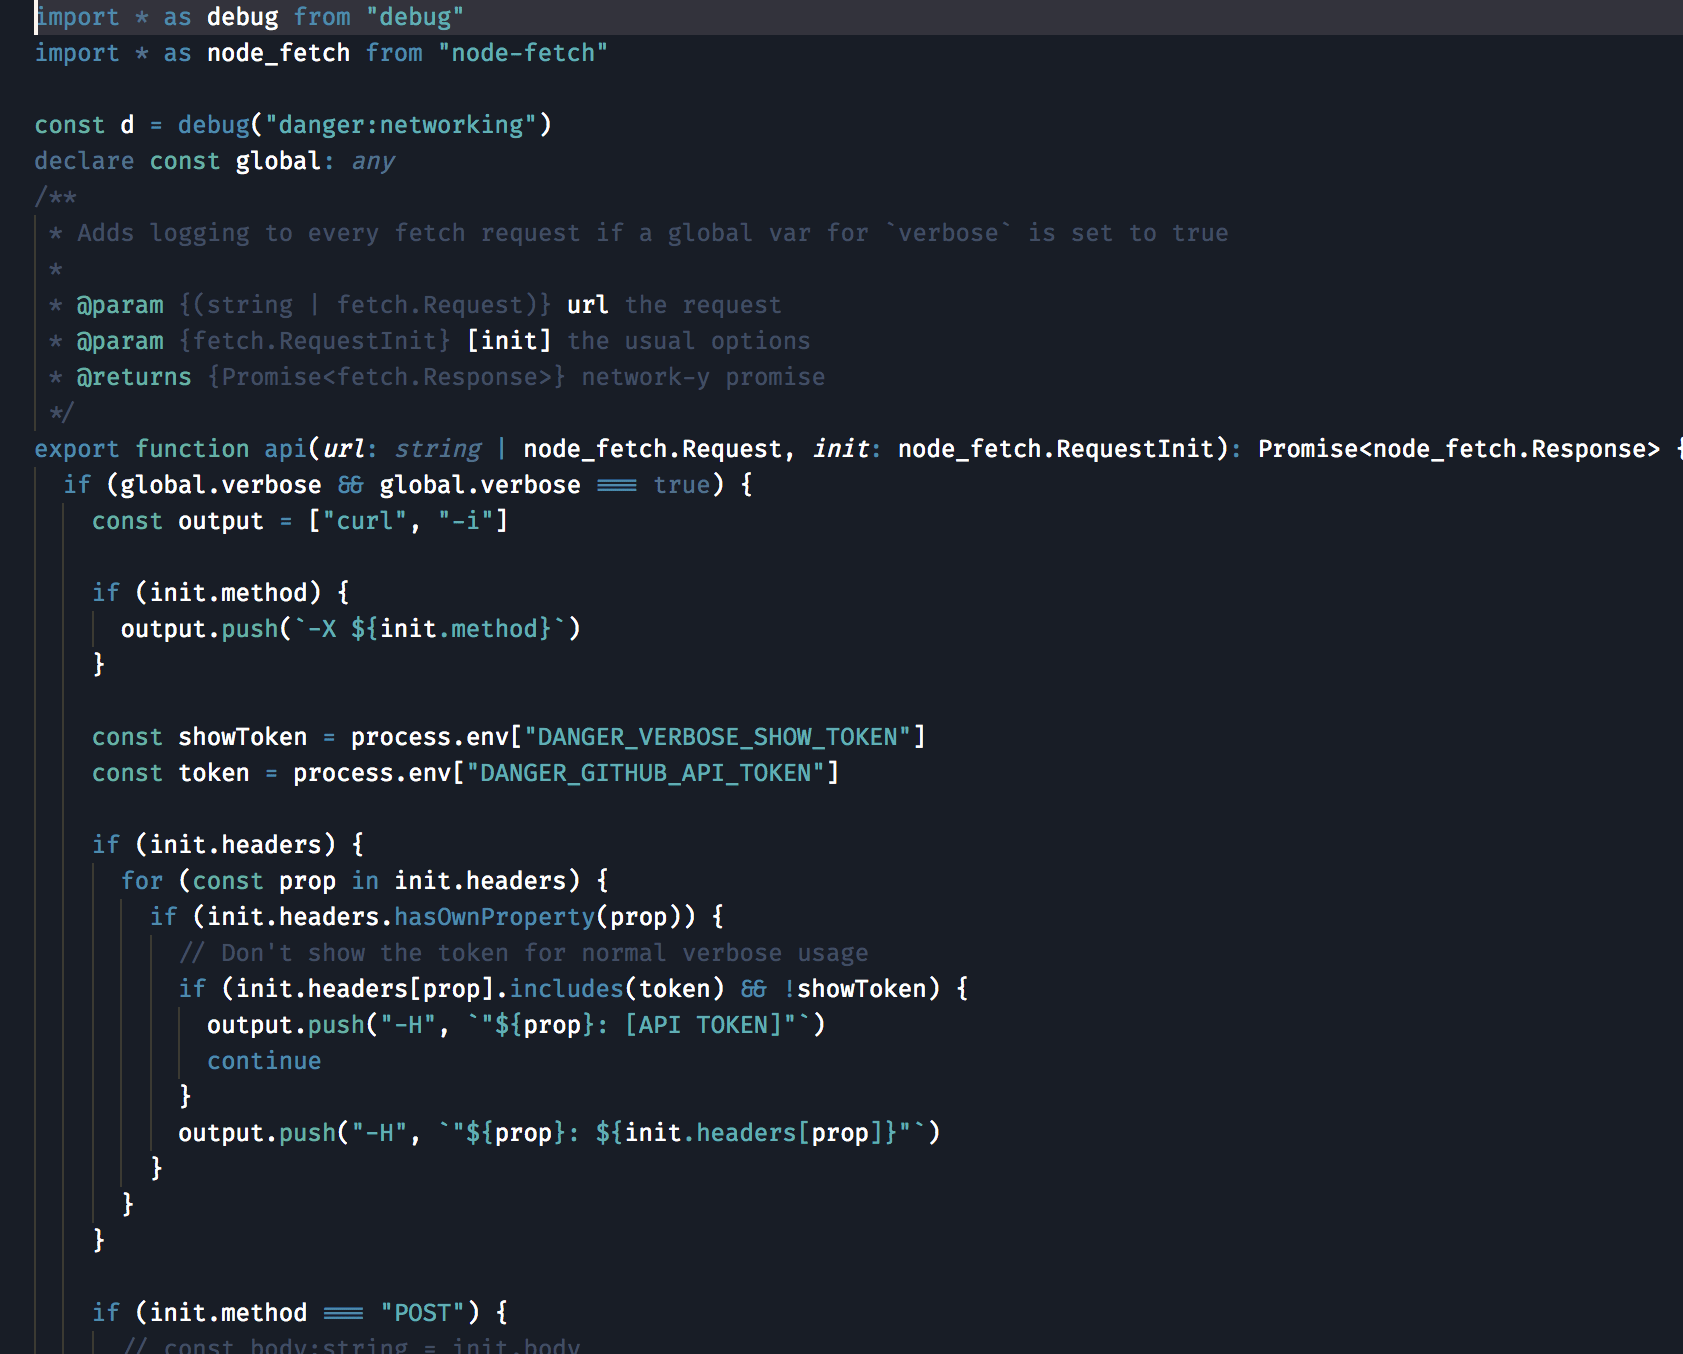 import * as debug from "debug"
import * as node_fetch from "node-fetch"
const d = debug("danger:networking")
declare const global: any
/**
* Adds logging to every fetch request if a global var for `verbose` is set to true
*
* @param {(string | fetch.Request)} url the request
* @param {fetch.RequestInit} [init] the usual options
* @returns {Promise<fetch.Response>} network-y promise
*/
export function api(url: string | node_fetch.Request, init: node_fetch.RequestInit): Promise<node_fetch.Response> {
if (global.verbose && global.verbose === true) {
const output = ["curl", "-i"]
if (init.method) {
output.push(`-X ${init.method}`)
}
const showToken = process.env["DANGER_VERBOSE_SHOW_TOKEN"]
const token = process.env["DANGER_GITHUB_API_TOKEN"]
if (init.headers) {
for (const prop in init.headers) {
if (init.headers.hasOwnProperty(prop)) {
// Don't show the token for normal verbose usage
if (init.headers[prop].includes(token) && !showToken) {
output.push("-H", `"${prop}: [API TOKEN]"`)
continue
}
output.push("-H", `"${prop}: ${init.headers[prop]}"`)
}
}
}
if (init.method === "POST") {
// const body:string = init.body